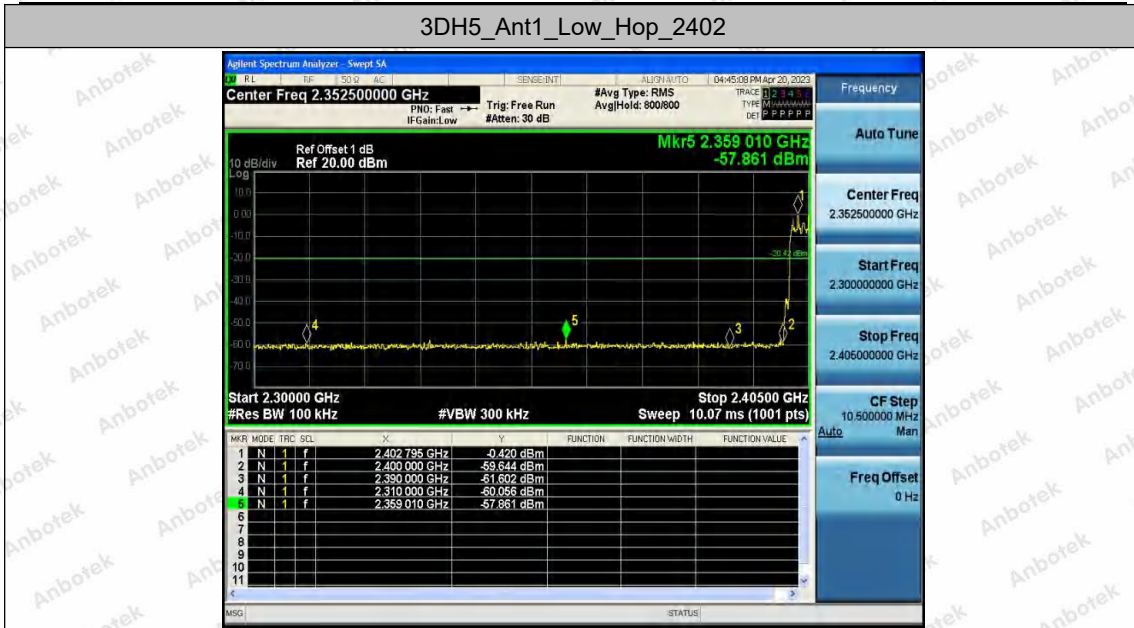 3DH5_Ant1_Low_Hop_2402
Agilent Spectrum Analyzer - Swept SA
RL RF 50 Ω AC SENSE:INT ALIGN AUTO 04:45:08 PM Apr 20, 2023
Center Freq 2.352500000 GHz #Avg Type: RMS TRACE 1 2 3 4 5 6
PNO: Fast Trig: Free Run Avg|Hold: 800/800 TYPE M
IFGain:Low #Atten: 30 dB DET P P P P P P
Frequency
Auto Tune
Mkr5 2.359 010 GHz
-57.861 dBm
Ref Offset 1 dB
10 dB/div Ref 20.00 dBm
Log
10.0
0.00
-10.0
-20.0
-30.0
-40.0
-50.0
-60.0
-70.0
-20.42 dBm
1
2
3
4
5
Center Freq
2.352500000 GHz
Start Freq
2.300000000 GHz
Stop Freq
2.405000000 GHz
CF Step
10.500000 MHz
Auto Man
Freq Offset
0 Hz
Start 2.30000 GHz Stop 2.40500 GHz
#Res BW 100 kHz #VBW 300 kHz Sweep 10.07 ms (1001 pts)
MKR MODE TRC SCL X Y FUNCTION FUNCTION WIDTH FUNCTION VALUE
1 N 1 f 2.402 795 GHz -0.420 dBm
2 N 1 f 2.400 000 GHz -59.644 dBm
3 N 1 f 2.390 000 GHz -61.602 dBm
4 N 1 f 2.310 000 GHz -60.056 dBm
5 N 1 f 2.359 010 GHz -57.861 dBm
6
7
8
9
10
11
MSG STATUS
Anbotek